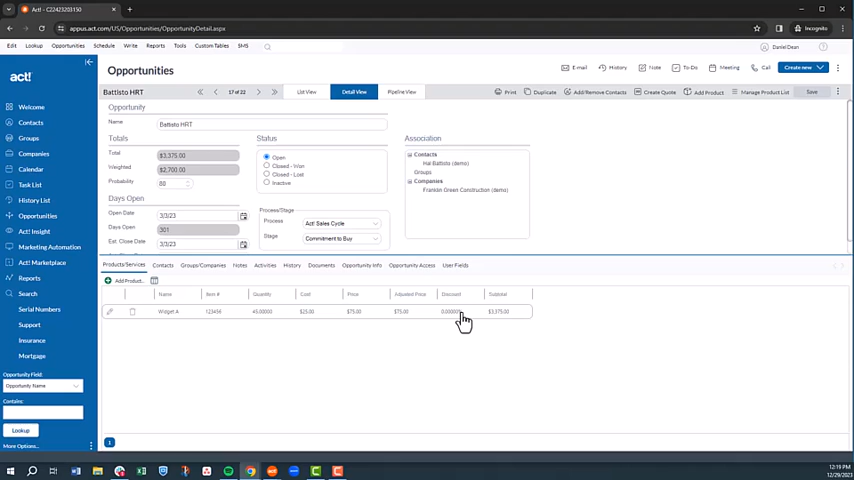 Act! - C22423203150
Incognito
appus.act.com/US/Opportunities/OpportunityDetail.aspx
Edit Lookup Opportunities Schedule Write Reports Tools Custom Tables SMS
Daniel Dean
act!
Opportunities
E-mail History Note To-Do Meeting Call Create new
Battisto HRT 17 of 22 List View Detail View Pipeline View Print Duplicate Add/Remove Contacts Create Quote Add Product Manage Product List Save
Welcome
Contacts
Groups
Companies
Calendar
Task List
History List
Opportunities
Act! Insight
Marketing Automation
Act! Marketplace
Reports
Search
Serial Numbers
Support
Insurance
Mortgage
Opportunity Field:
Opportunity Name
Contains:
Lookup
More Options..
Opportunity
Name Battisto HRT
Totals
Total $3,375.00
Weighted $2,700.00
Probability 80
Days Open
Open Date 3/3/23
Days Open 301
Est. Close Date 3/3/23
Status
Open
Closed - Won
Closed - Lost
Inactive
Process/Stage
Process Act! Sales Cycle
Stage Commitment to Buy
Association
Contacts
Hal Battisto (demo)
Groups
Companies
Franklin Green Construction (demo)
Products/Services Contacts Groups/Companies Notes Activities History Documents Opportunity Info Opportunity Access User Fields
Add Product..
Name Item # Quantity Cost Price Adjusted Price Discount Subtotal
Widget A 123456 45.00000 $25.00 $75.00 $75.00 $3,375.00
1
12:19 PM
12/29/2023